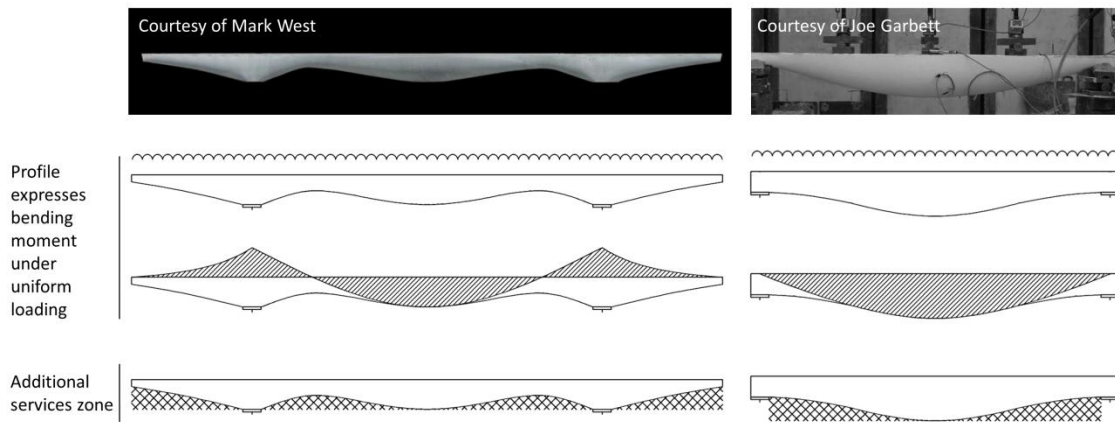 Courtesy of Mark West
Courtesy of Joe Garbett
Profile
expresses
bending
moment
under
uniform
loading
Additional
services zone